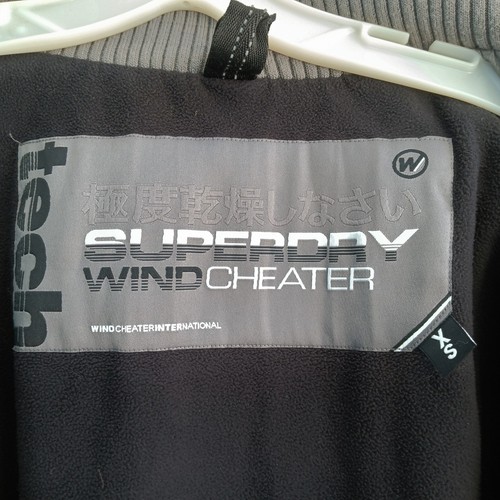 tech
極度乾燥しなさい
SUPERDRY
WINDCHEATER
WINDCHEATERINTERNATIONAL
W
XS